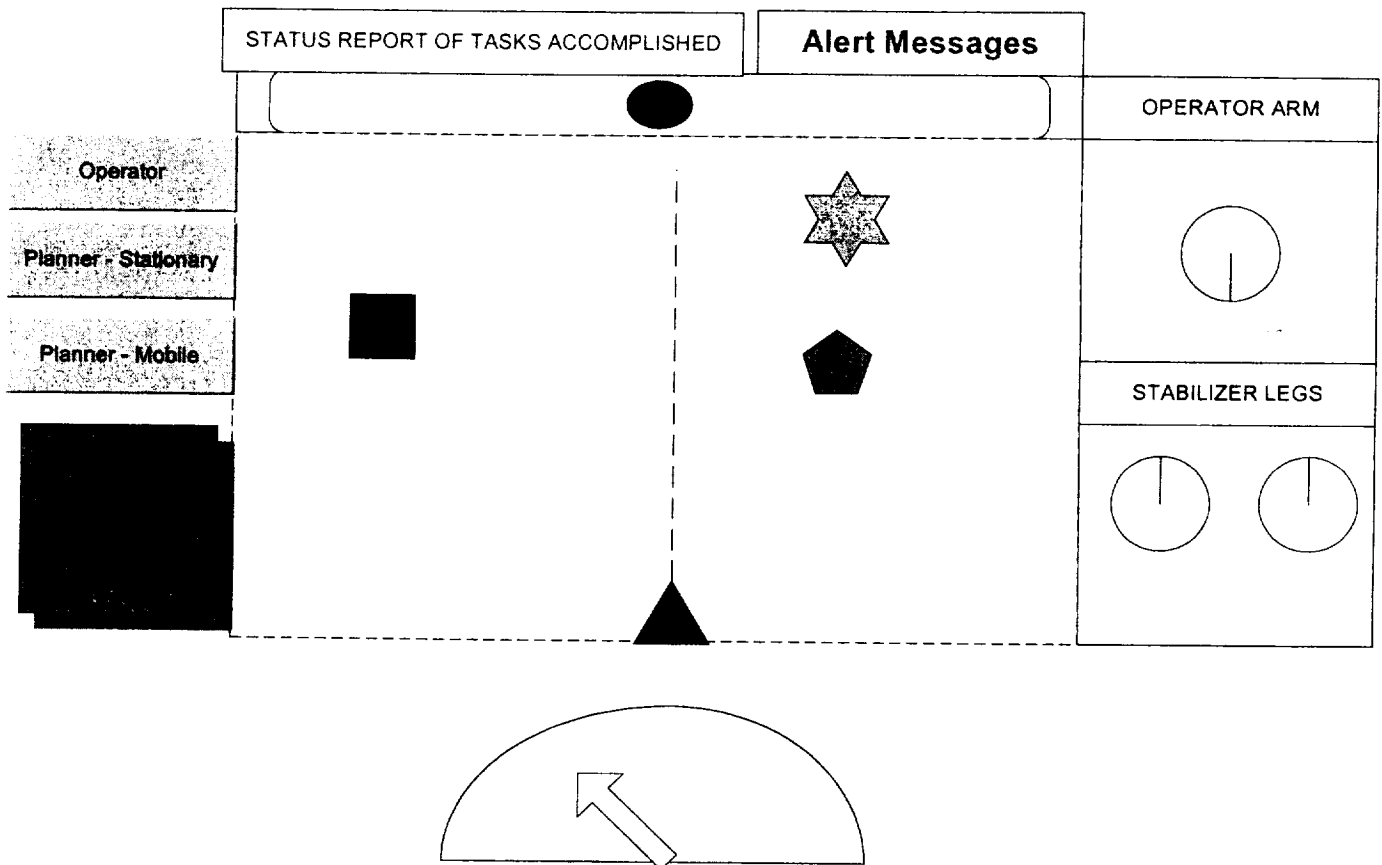 STATUS REPORT OF TASKS ACCOMPLISHED
Alert Messages
OPERATOR ARM
Operator
Planner - Stationary
Planner - Mobile
STABILIZER LEGS